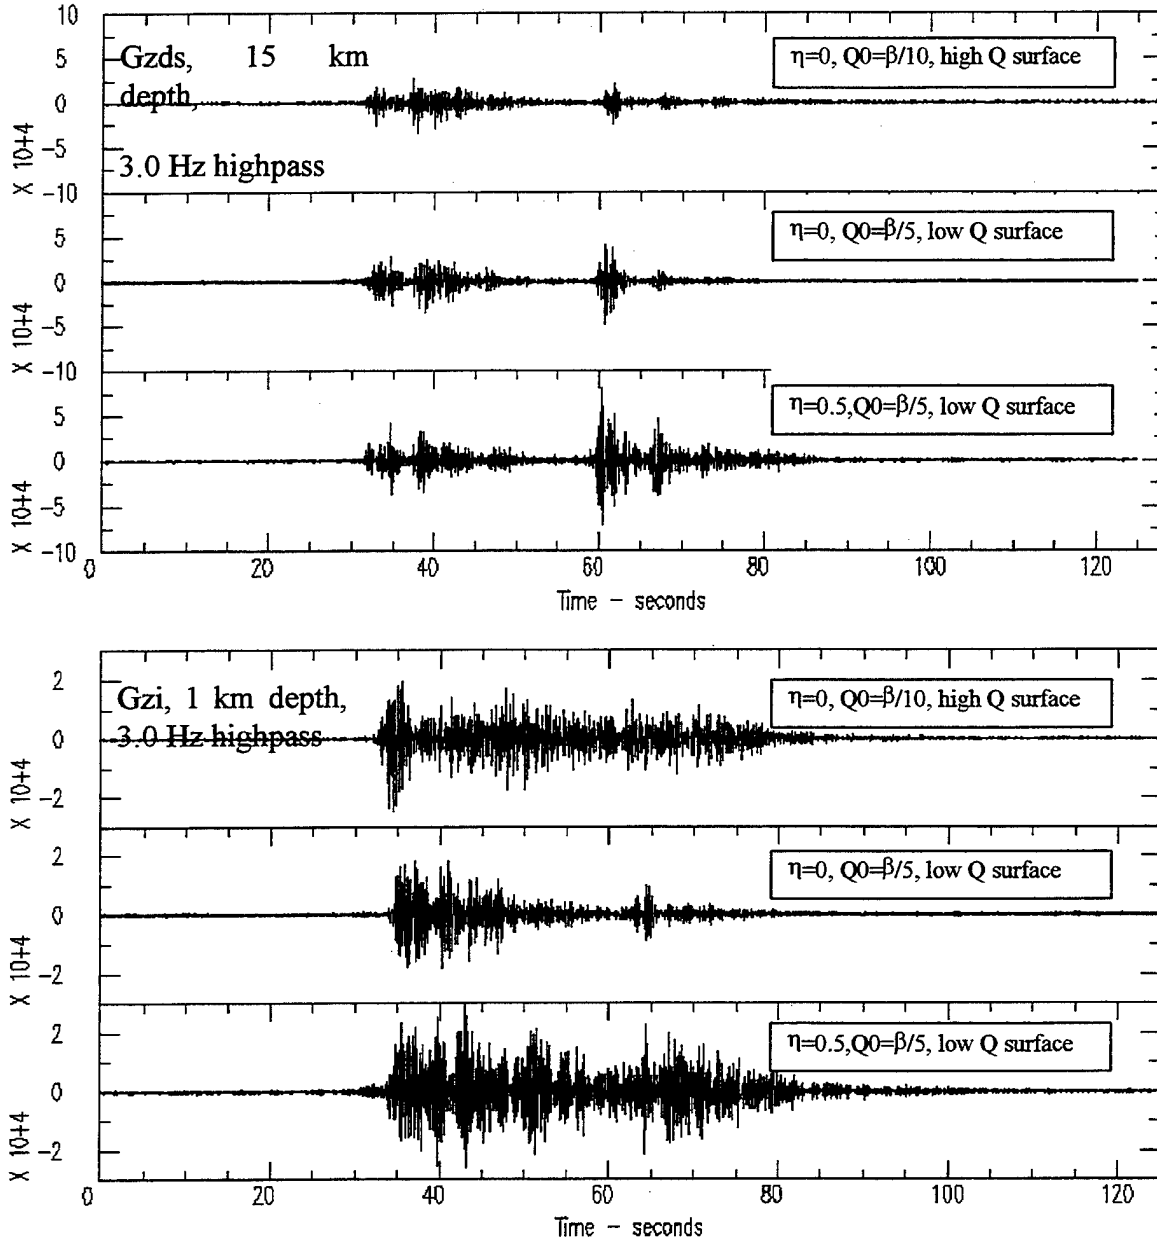 10
5
0
−5
−10
X 10+4
Gzds, 15 km
depth,
3.0 Hz highpass
η=0, Q0=β/10, high Q surface
5
0
−5
−10
X 10+4
η=0, Q0=β/5, low Q surface
5
0
−5
−10
X 10+4
η=0.5,Q0=β/5, low Q surface
0 20 40 60 80 100 120
Time − seconds
2
0
−2
X 10+4
Gzi, 1 km depth,
3.0 Hz highpass
η=0, Q0=β/10, high Q surface
2
0
−2
X 10+4
η=0, Q0=β/5, low Q surface
2
0
−2
X 10+4
η=0.5,Q0=β/5, low Q surface
0 20 40 60 80 100 120
Time − seconds